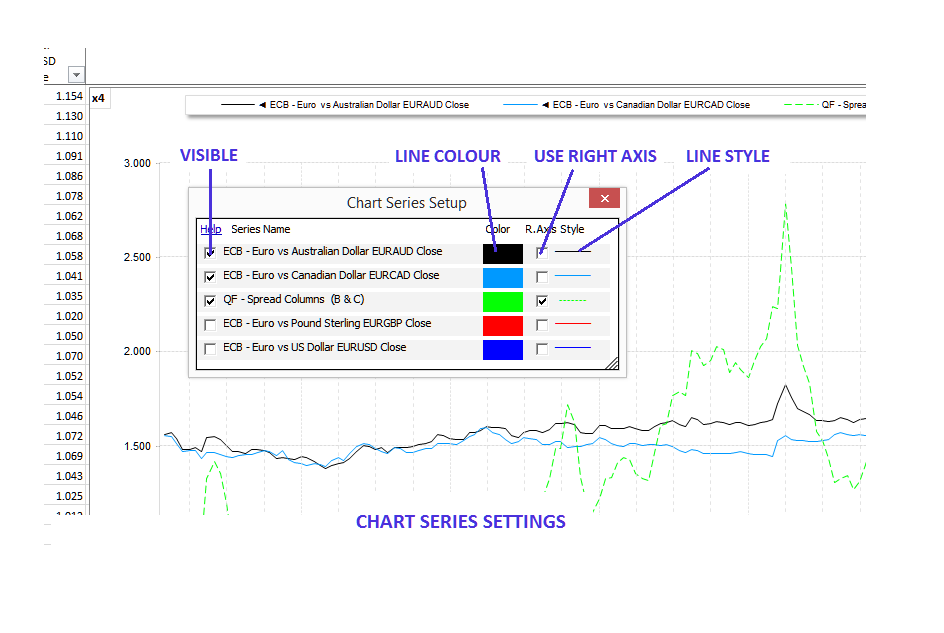 SD
e
1.154
1.130
1.110
1.091
1.086
1.078
1.062
1.068
1.058
1.041
1.035
1.020
1.050
1.070
1.052
1.054
1.046
1.072
1.069
1.043
1.025
x4
ECB - Euro vs Australian Dollar EURAUD Close
ECB - Euro vs Canadian Dollar EURCAD Close
QF - Sprea
3.000
2.500
2.000
1.500
VISIBLE
LINE COLOUR
USE RIGHT AXIS
LINE STYLE
Chart Series Setup
Help Series Name Color R.Axis Style
ECB - Euro vs Australian Dollar EURAUD Close
ECB - Euro vs Canadian Dollar EURCAD Close
QF - Spread Columns (B & C)
ECB - Euro vs Pound Sterling EURGBP Close
ECB - Euro vs US Dollar EURUSD Close
CHART SERIES SETTINGS